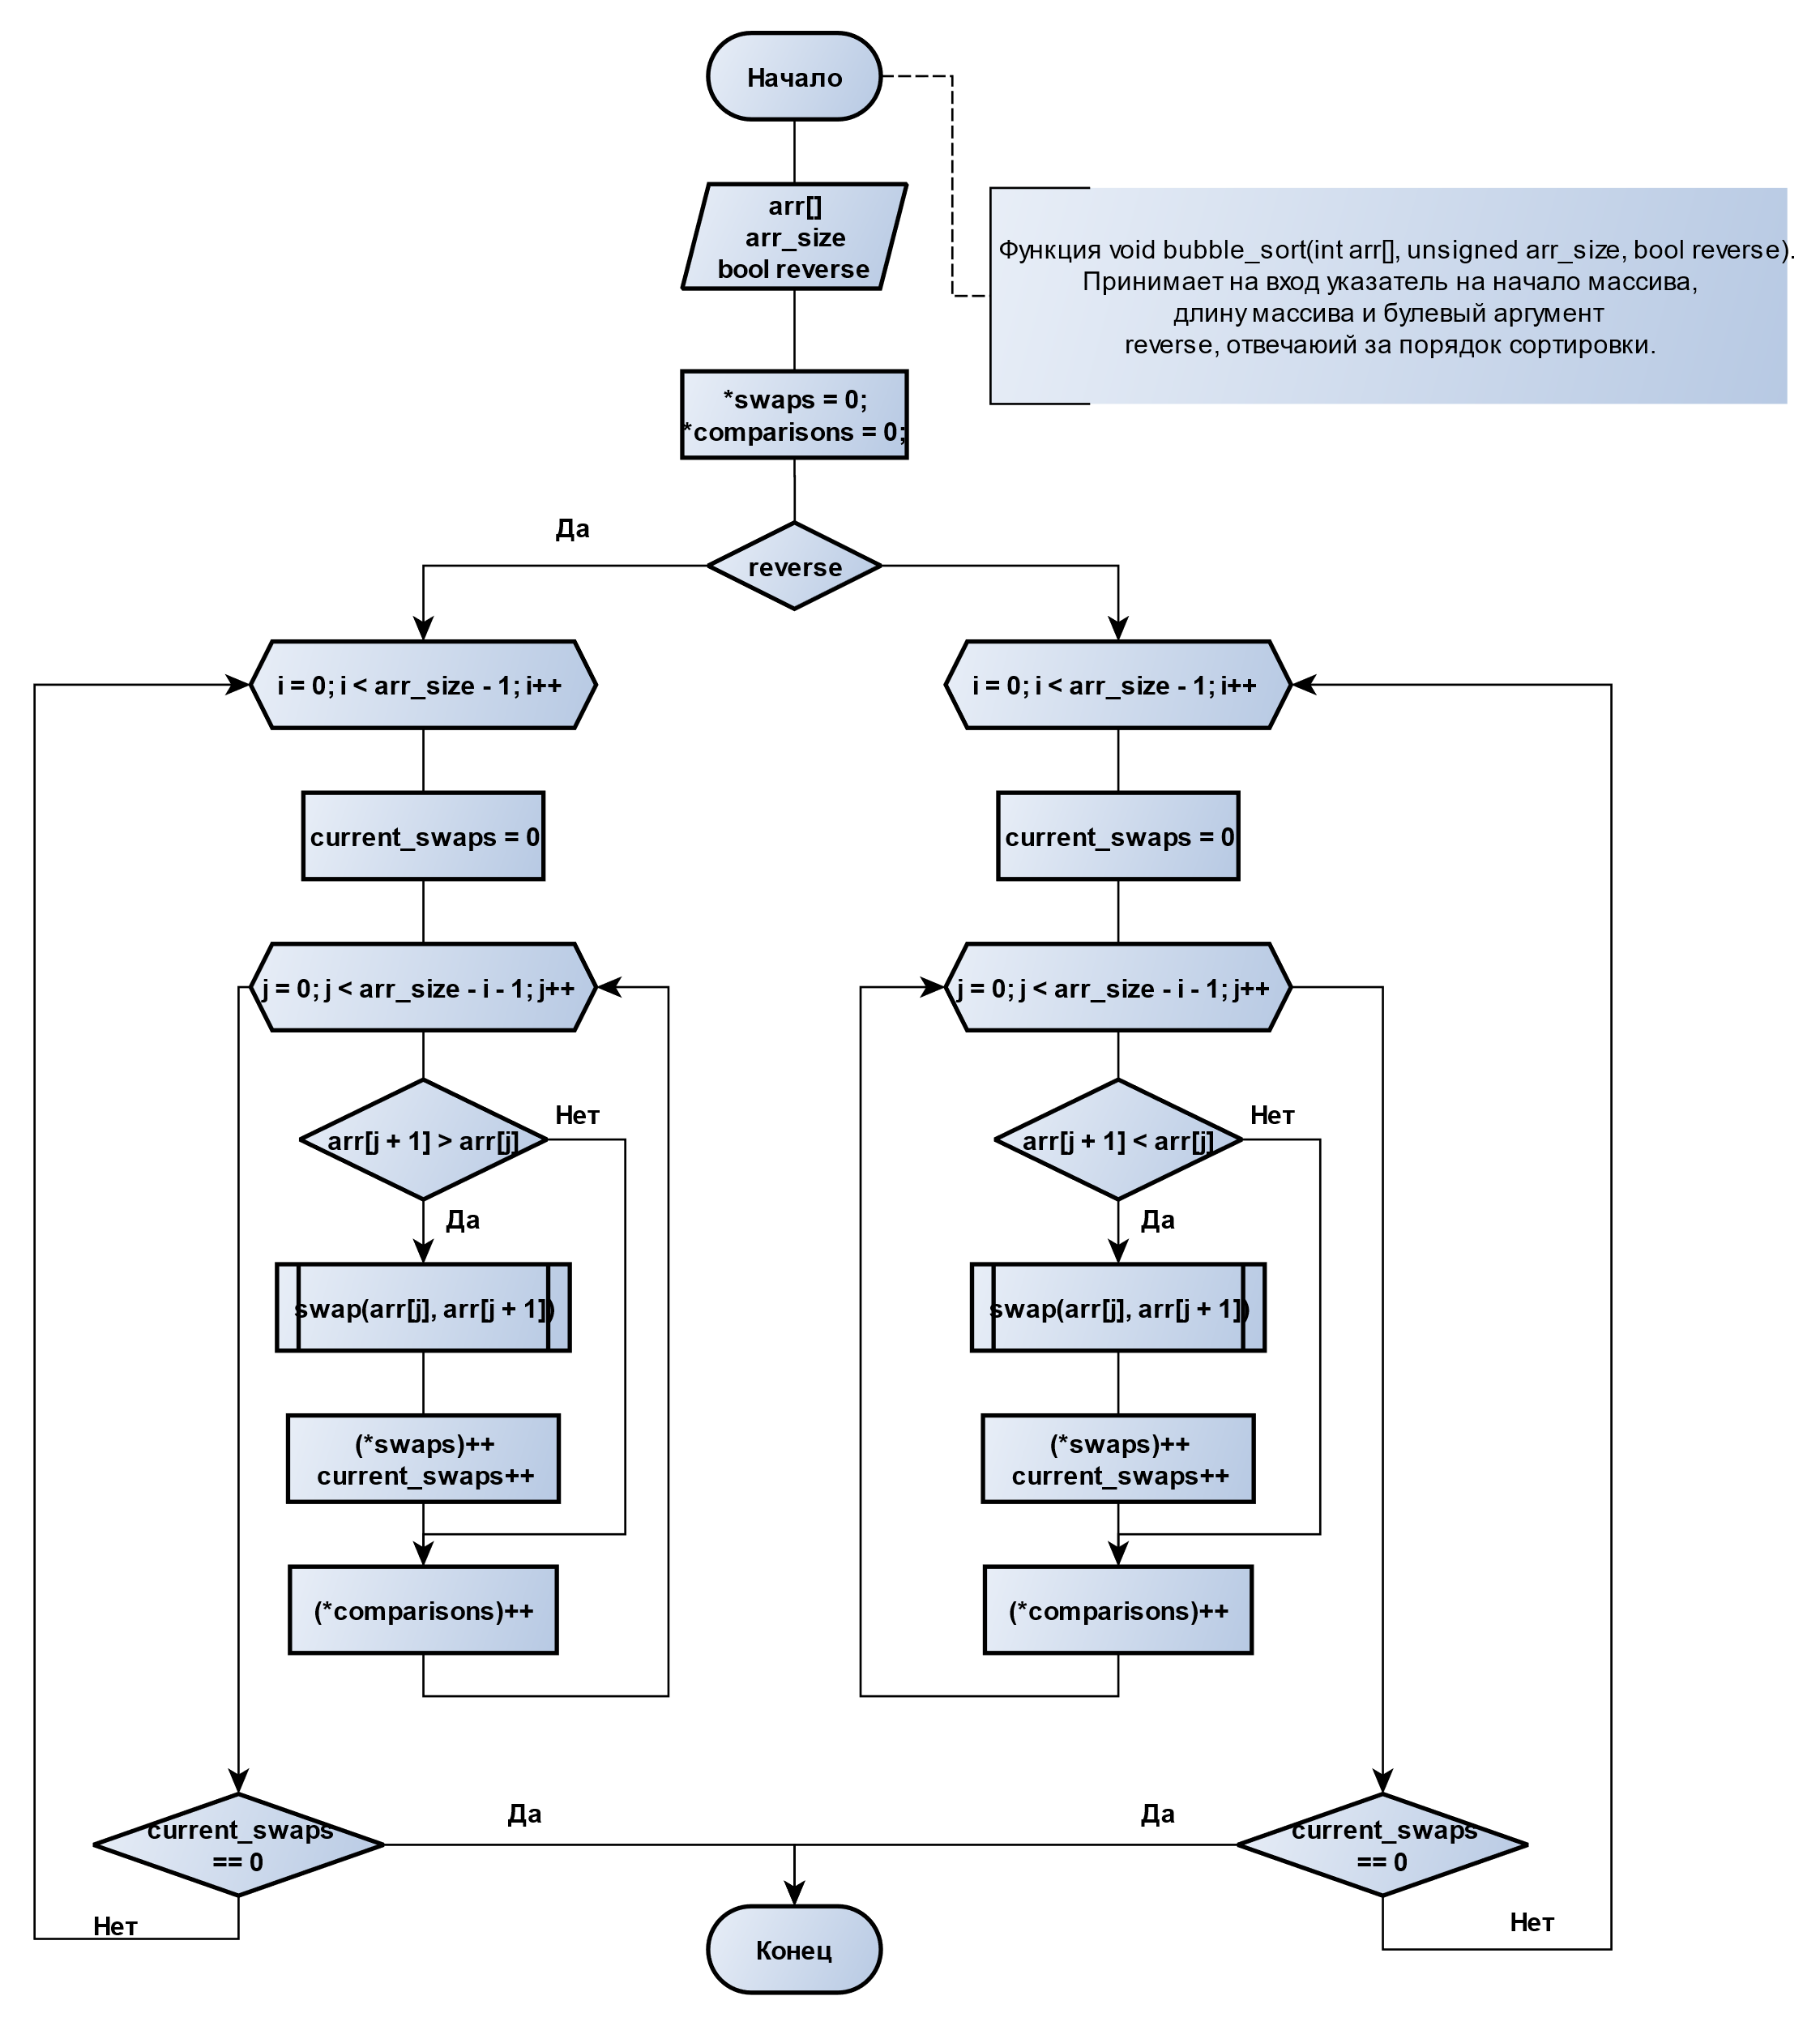 Начало
arr[]
arr_size
bool reverse
Функция void bubble_sort(int arr[], unsigned arr_size, bool reverse).
Принимает на вход указатель на начало массива,
длину массива и булевый аргумент
reverse, отвечаюий за порядок сортировки.
*swaps = 0;
*comparisons = 0;
Да
reverse
i = 0; i < arr_size - 1; i++
i = 0; i < arr_size - 1; i++
current_swaps = 0
current_swaps = 0
j = 0; j < arr_size - i - 1; j++
j = 0; j < arr_size - i - 1; j++
Нет
Нет
arr[j + 1] > arr[j]
arr[j + 1] < arr[j]
Да
Да
swap(arr[j], arr[j + 1])
swap(arr[j], arr[j + 1])
(*swaps)++
current_swaps++
(*swaps)++
current_swaps++
(*comparisons)++
(*comparisons)++
Да
Да
current_swaps
== 0
current_swaps
== 0
Нет
Нет
Конец